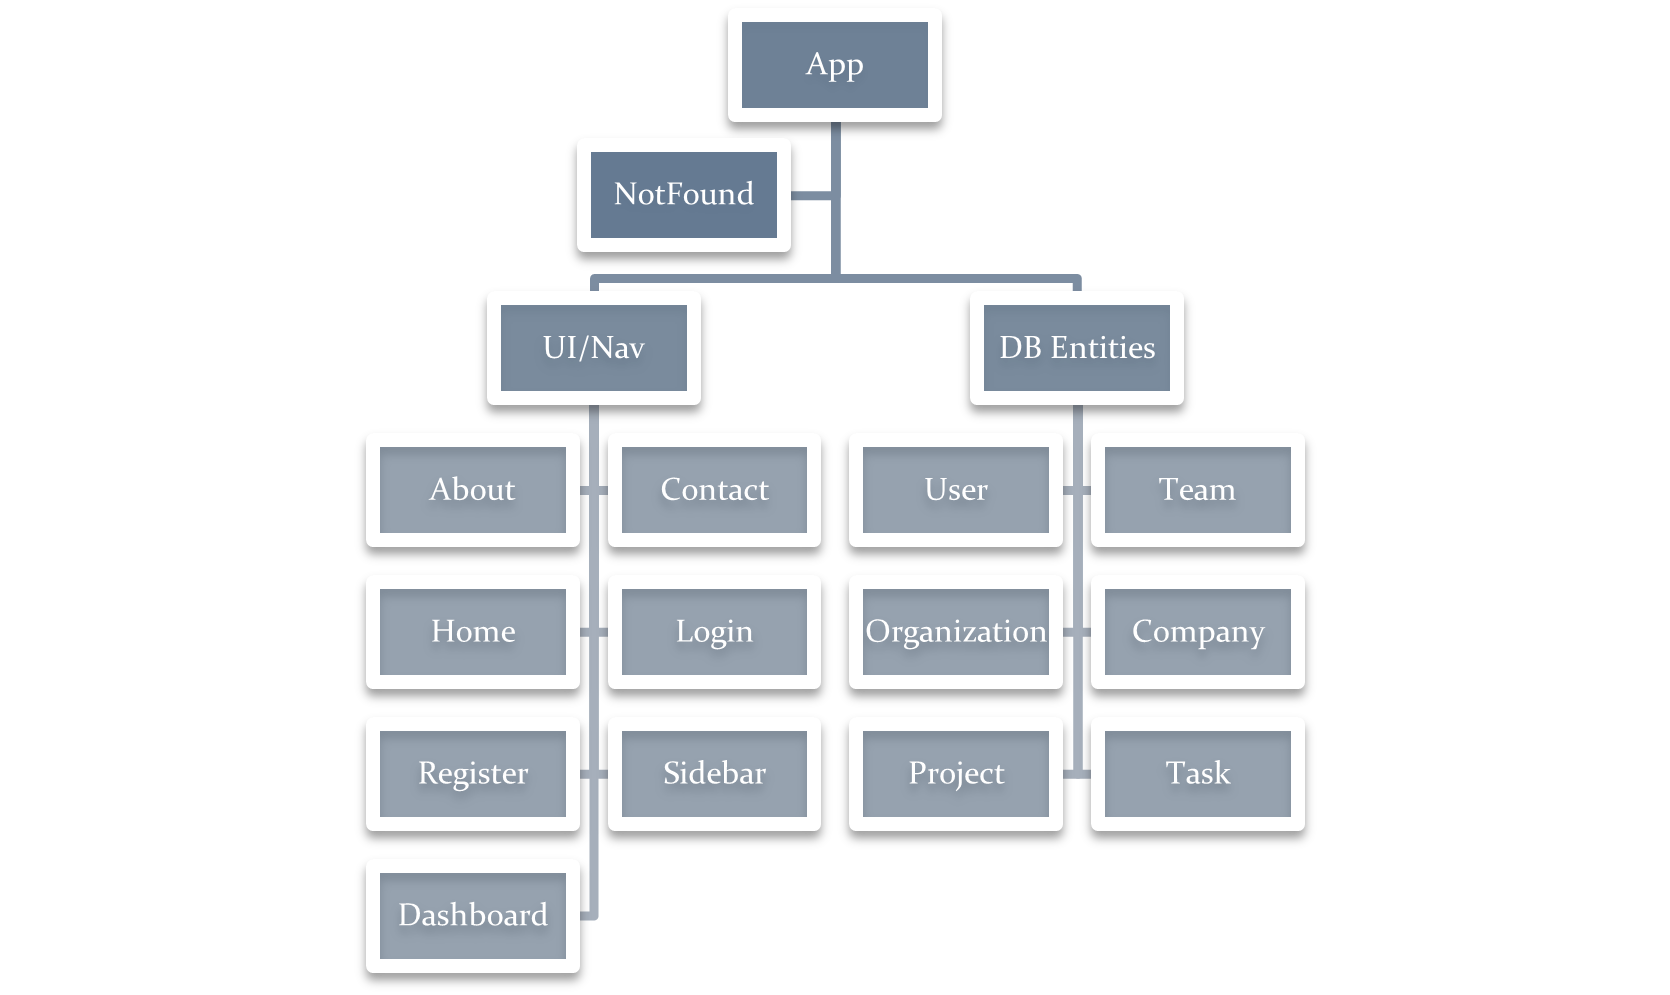 App
NotFound
UI/Nav
DB Entities
About
Contact
User
Team
Home
Login
Organization
Company
Register
Sidebar
Project
Task
Dashboard